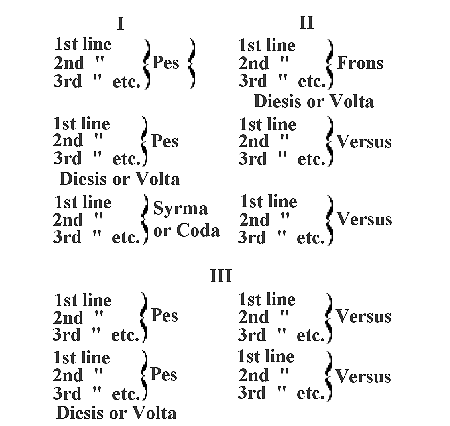 I
1st line
2nd " } Pes }
3rd " etc.
1st line
2nd " } Pes
3rd " etc.
Diesis or Volta
1st line } Syrma
2nd " or Coda
3rd " etc.
II
1st line
2nd " } Frons
3rd " etc.
Diesis or Volta
1st line
2nd " } Versus
3rd " etc.
1st line
2nd " } Versus
3rd " etc.
III
1st line
2nd " } Pes
3rd " etc.
1st line
2nd " } Pes
3rd " etc.
Diesis or Volta
1st line
2nd " } Versus
3rd " etc.
1st line
2nd " } Versus
3rd " etc.